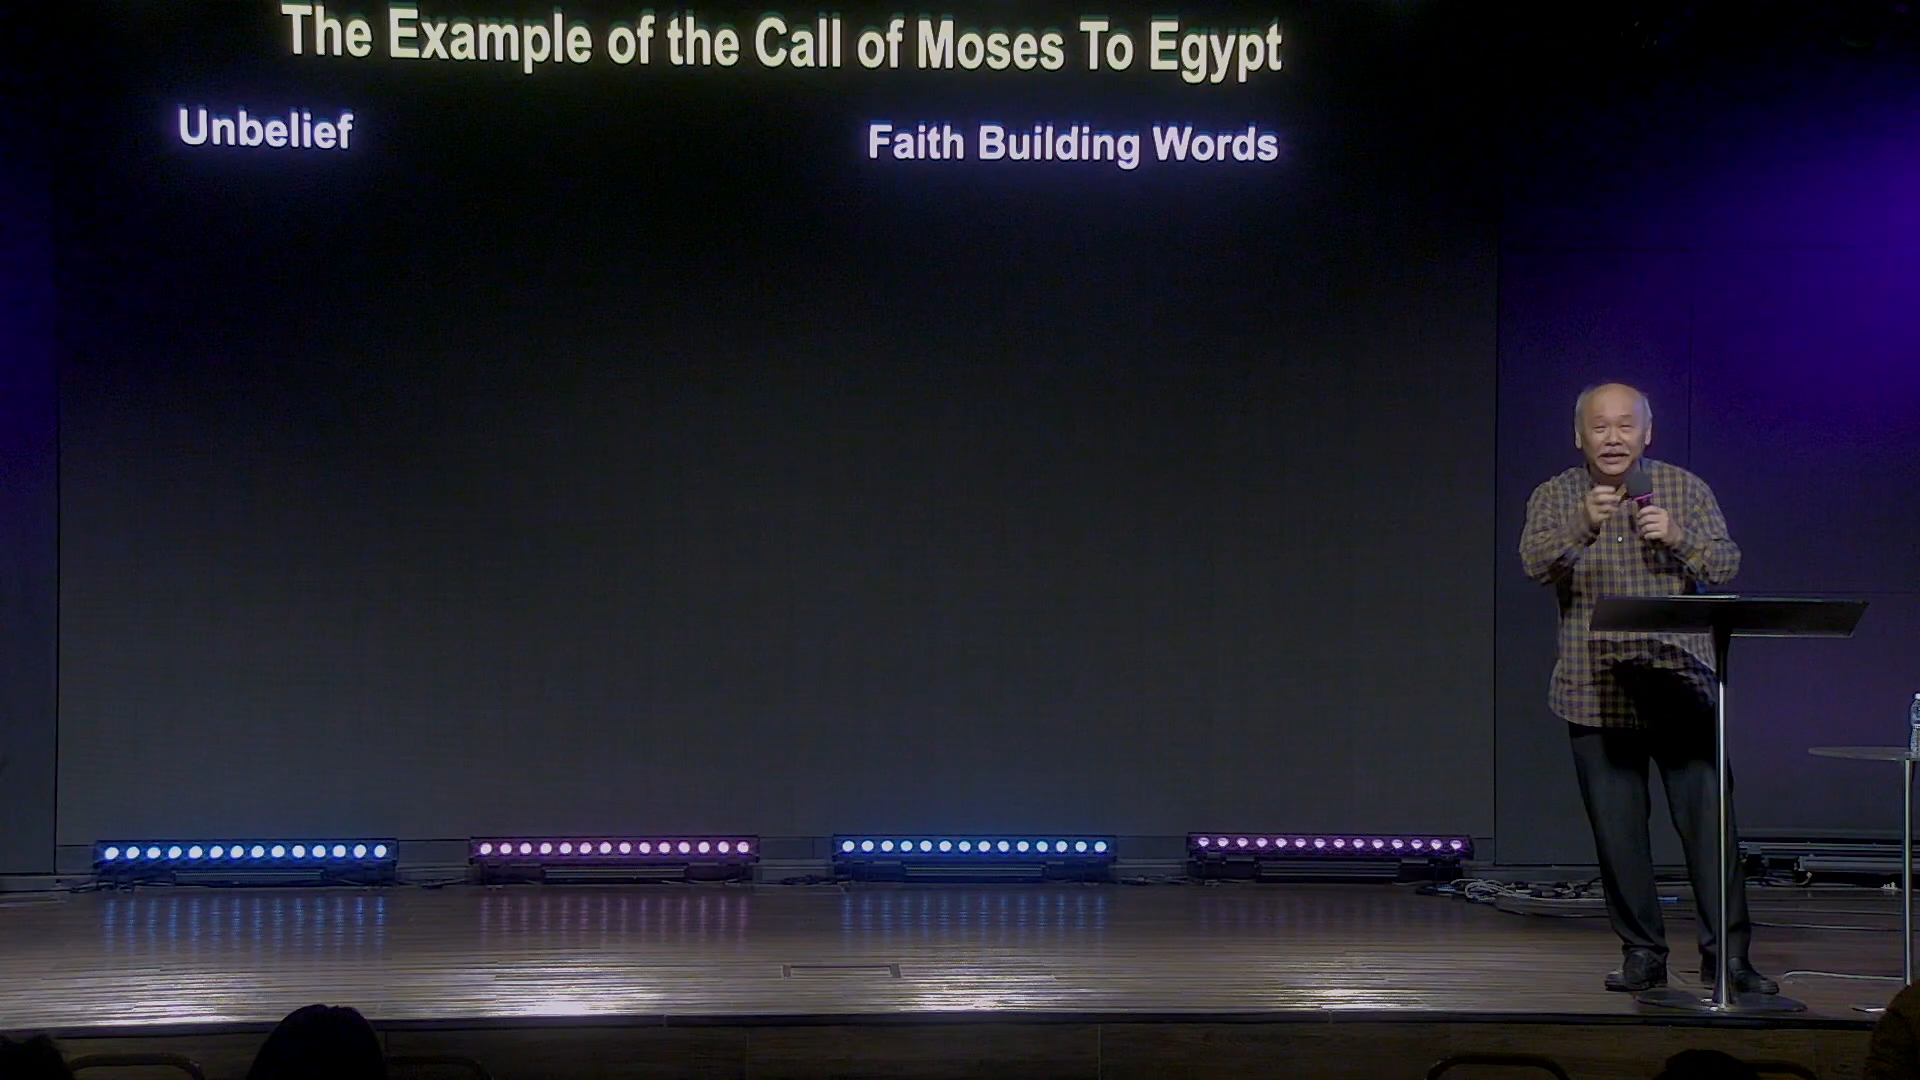 The Example of the Call of Moses To Egypt
Unbelief
Faith Building Words